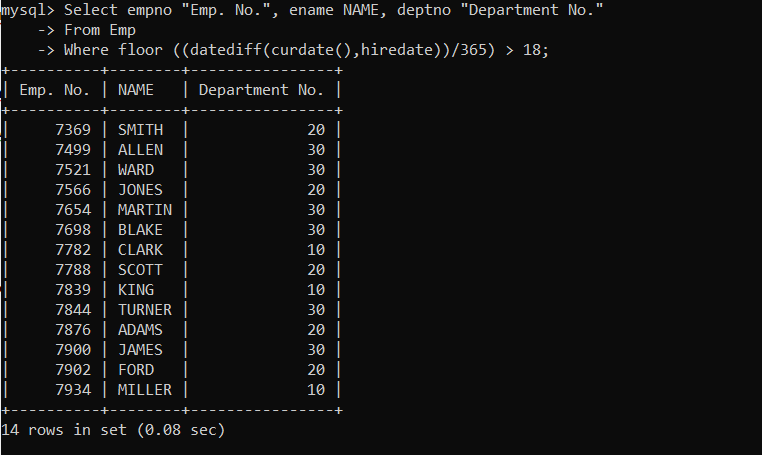 mysql> Select empno "Emp. No.", ename NAME, deptno "Department No."
    -> From Emp
    -> Where floor ((datediff(curdate(),hiredate))/365) > 18;
+----------+--------+----------------+
| Emp. No. | NAME   | Department No. |
+----------+--------+----------------+
|     7369 | SMITH  |             20 |
|     7499 | ALLEN  |             30 |
|     7521 | WARD   |             30 |
|     7566 | JONES  |             20 |
|     7654 | MARTIN |             30 |
|     7698 | BLAKE  |             30 |
|     7782 | CLARK  |             10 |
|     7788 | SCOTT  |             20 |
|     7839 | KING   |             10 |
|     7844 | TURNER |             30 |
|     7876 | ADAMS  |             20 |
|     7900 | JAMES  |             30 |
|     7902 | FORD   |             20 |
|     7934 | MILLER |             10 |
+----------+--------+----------------+
14 rows in set (0.08 sec)